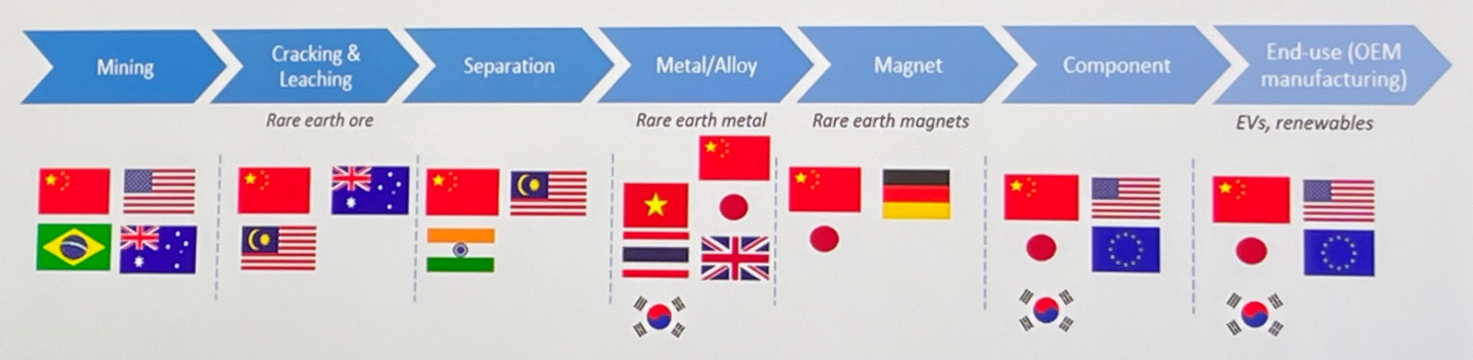 Mining
Cracking &
Leaching
Separation
Metal/Alloy
Magnet
Component
End-use (OEM
manufacturing)
Rare earth ore
Rare earth metal
Rare earth magnets
EVs, renewables